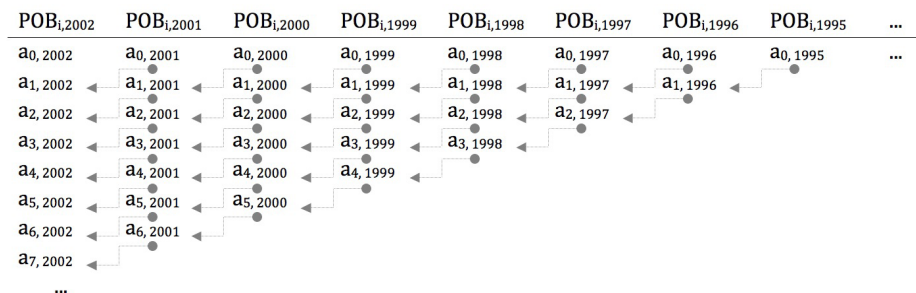 POBi,2002 POBi,2001 POBi,2000 POBi,1999 POBi,1998 POBi,1997 POBi,1996 POBi,1995 ...
a0, 2002 a0, 2001 a0, 2000 a0, 1999 a0, 1998 a0, 1997 a0, 1996 a0, 1995 ...
a1, 2002 a1, 2001 a1, 2000 a1, 1999 a1, 1998 a1, 1997 a1, 1996
a2, 2002 a2, 2001 a2, 2000 a2, 1999 a2, 1998 a2, 1997
a3, 2002 a3, 2001 a3, 2000 a3, 1999 a3, 1998
a4, 2002 a4, 2001 a4, 2000 a4, 1999
a5, 2002 a5, 2001 a5, 2000
a6, 2002 a6, 2001
a7, 2002
...